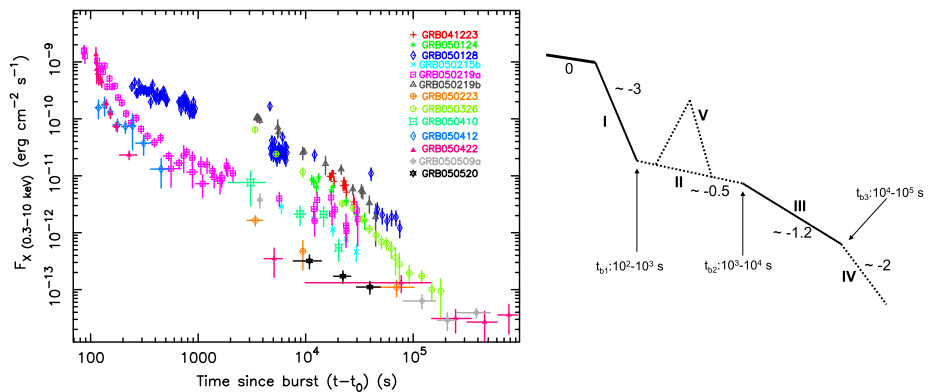 10⁻⁹
10⁻¹⁰
10⁻¹¹
10⁻¹²
10⁻¹³
F_X (0.3–10 keV) (erg cm⁻² s⁻¹)
GRB041223
GRB050124
GRB050128
GRB050215b
GRB050219a
GRB050219b
GRB050223
GRB050326
GRB050410
GRB050412
GRB050422
GRB050509a
GRB050520
100 1000 10⁴ 10⁵
Time since burst (t−t₀) (s)
0
~ -3
I
V
II
~ -0.5
III
~ -1.2
t_b3:10⁴-10⁵ s
IV
~ -2
t_b1:10²-10³ s
t_b2:10³-10⁴ s